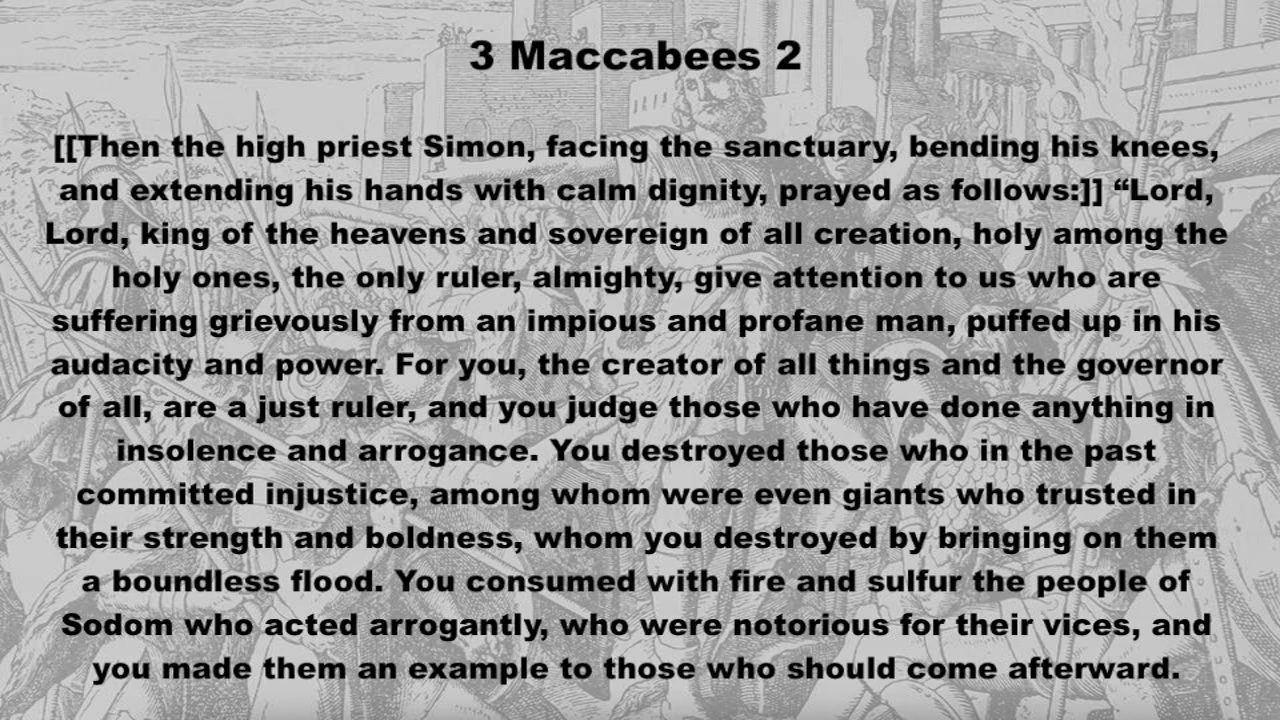 3 Maccabees 2
[[Then the high priest Simon, facing the sanctuary, bending his knees,
and extending his hands with calm dignity, prayed as follows:]] “Lord,
Lord, king of the heavens and sovereign of all creation, holy among the
holy ones, the only ruler, almighty, give attention to us who are
suffering grievously from an impious and profane man, puffed up in his
audacity and power. For you, the creator of all things and the governor
of all, are a just ruler, and you judge those who have done anything in
insolence and arrogance. You destroyed those who in the past
committed injustice, among whom were even giants who trusted in
their strength and boldness, whom you destroyed by bringing on them
a boundless flood. You consumed with fire and sulfur the people of
Sodom who acted arrogantly, who were notorious for their vices, and
you made them an example to those who should come afterward.